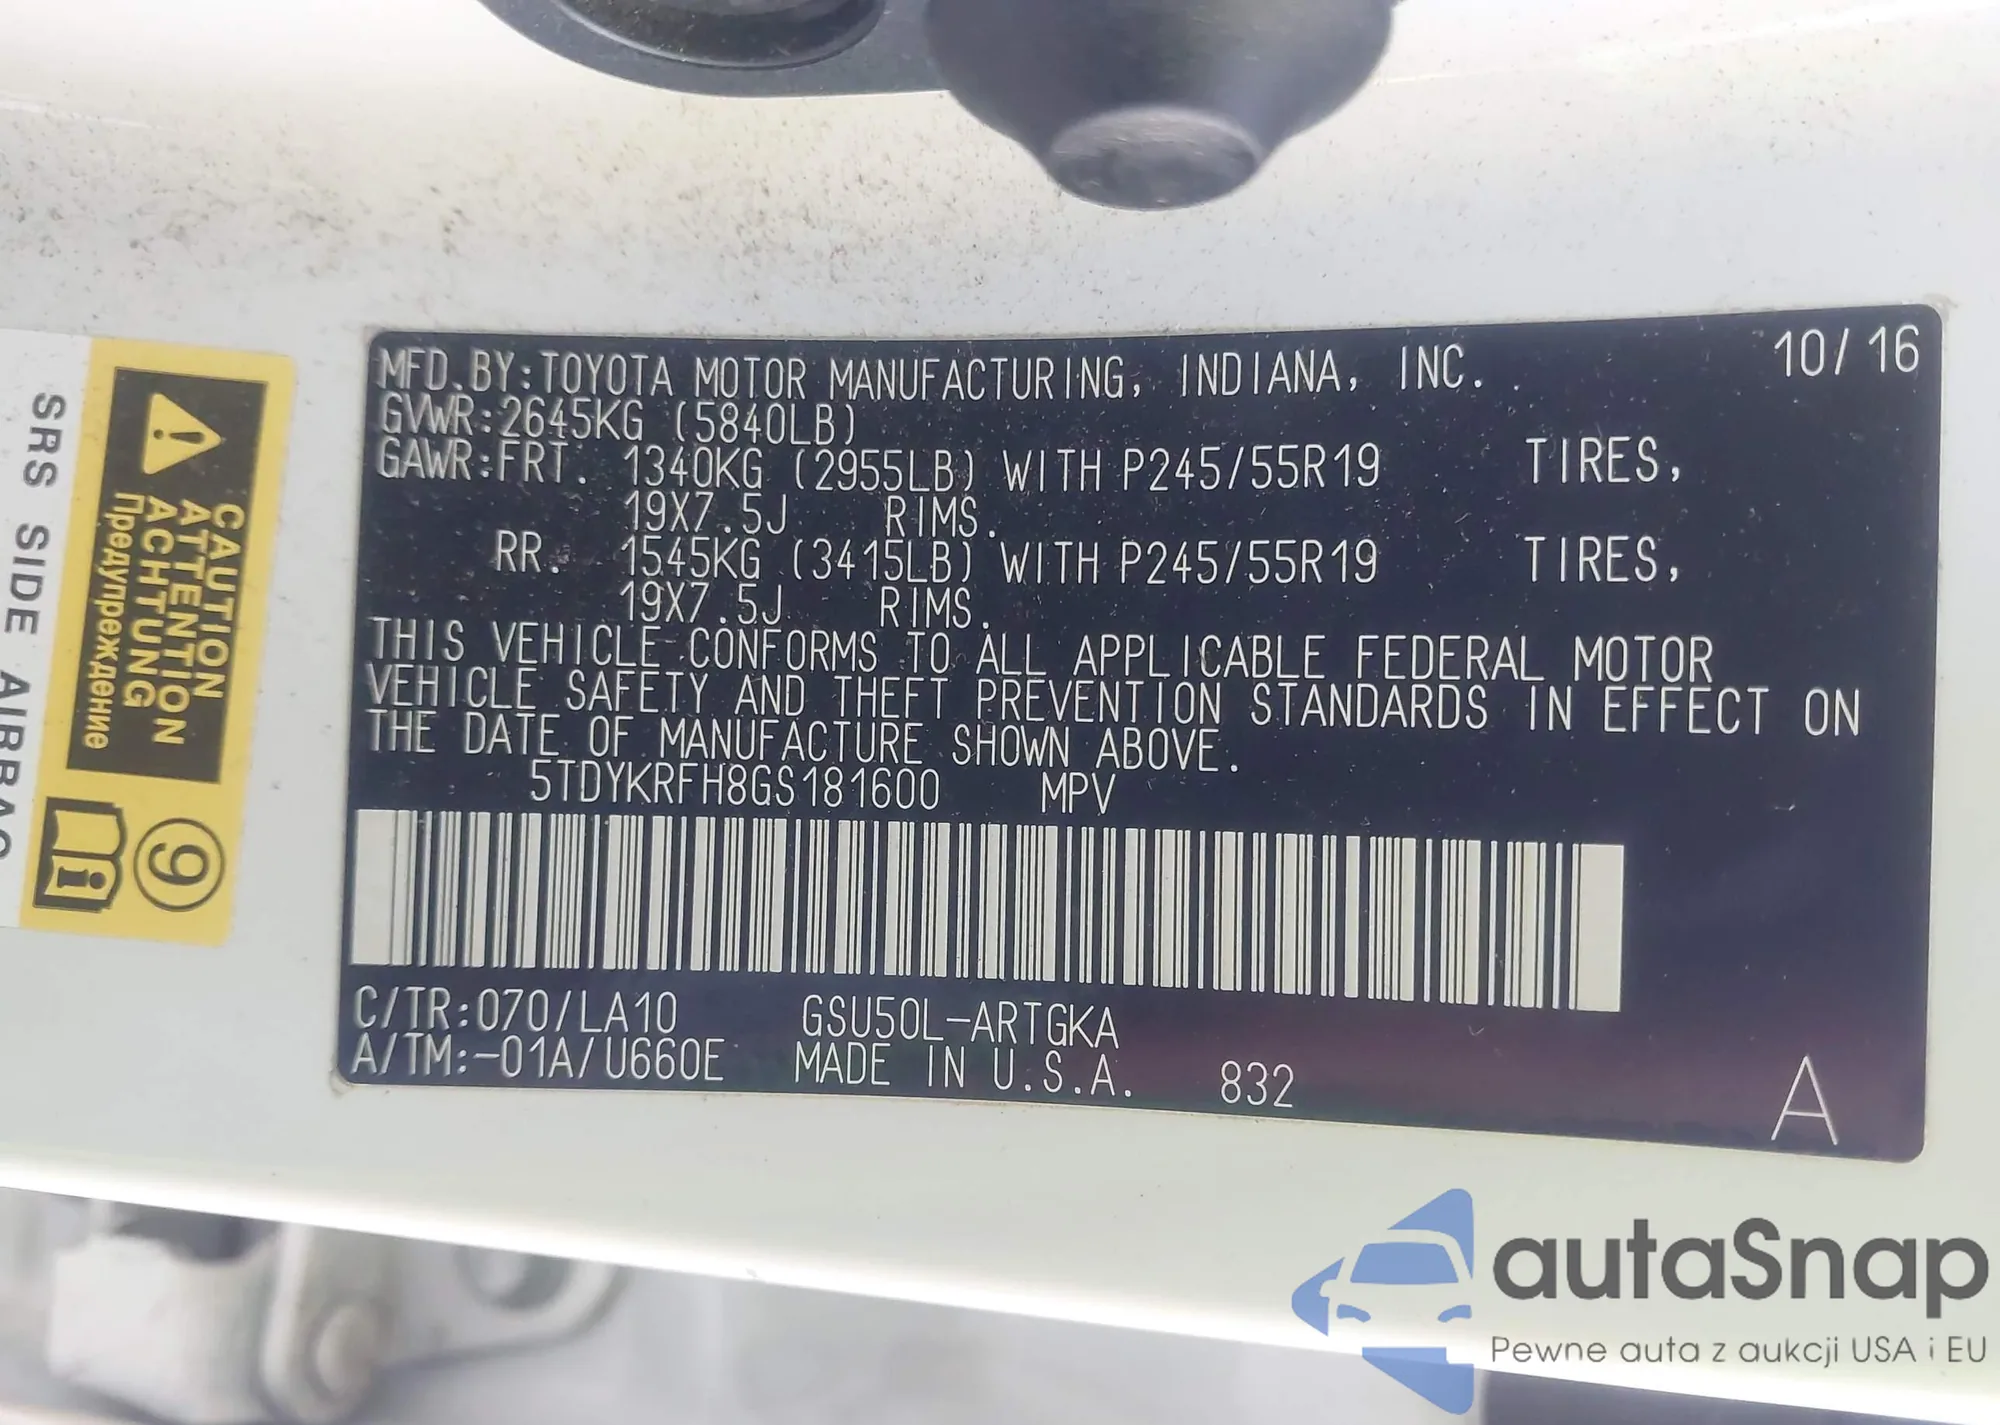 MFD.BY:TOYOTA MOTOR MANUFACTURING, INDIANA, INC. 10/16
GVWR:2645KG (5840LB)
GAWR:FRT. 1340KG (2955LB) WITH P245/55R19 TIRES,
19X7.5J RIMS.
RR. 1545KG (3415LB) WITH P245/55R19 TIRES,
19X7.5J RIMS.
THIS VEHICLE CONFORMS TO ALL APPLICABLE FEDERAL MOTOR
VEHICLE SAFETY AND THEFT PREVENTION STANDARDS IN EFFECT ON
THE DATE OF MANUFACTURE SHOWN ABOVE.
5TDYKRFH8GS181600 MPV
C/TR:070/LA10 GSU50L-ARTGKA
A/TM:-01A/U660E MADE IN U.S.A. 832 A
CAUTION
ATTENTION
ACHTUNG
Предупреждение
9
i
SRS SIDE AIRBAG
autaSnap
Pewne auta z aukcji USA i EU